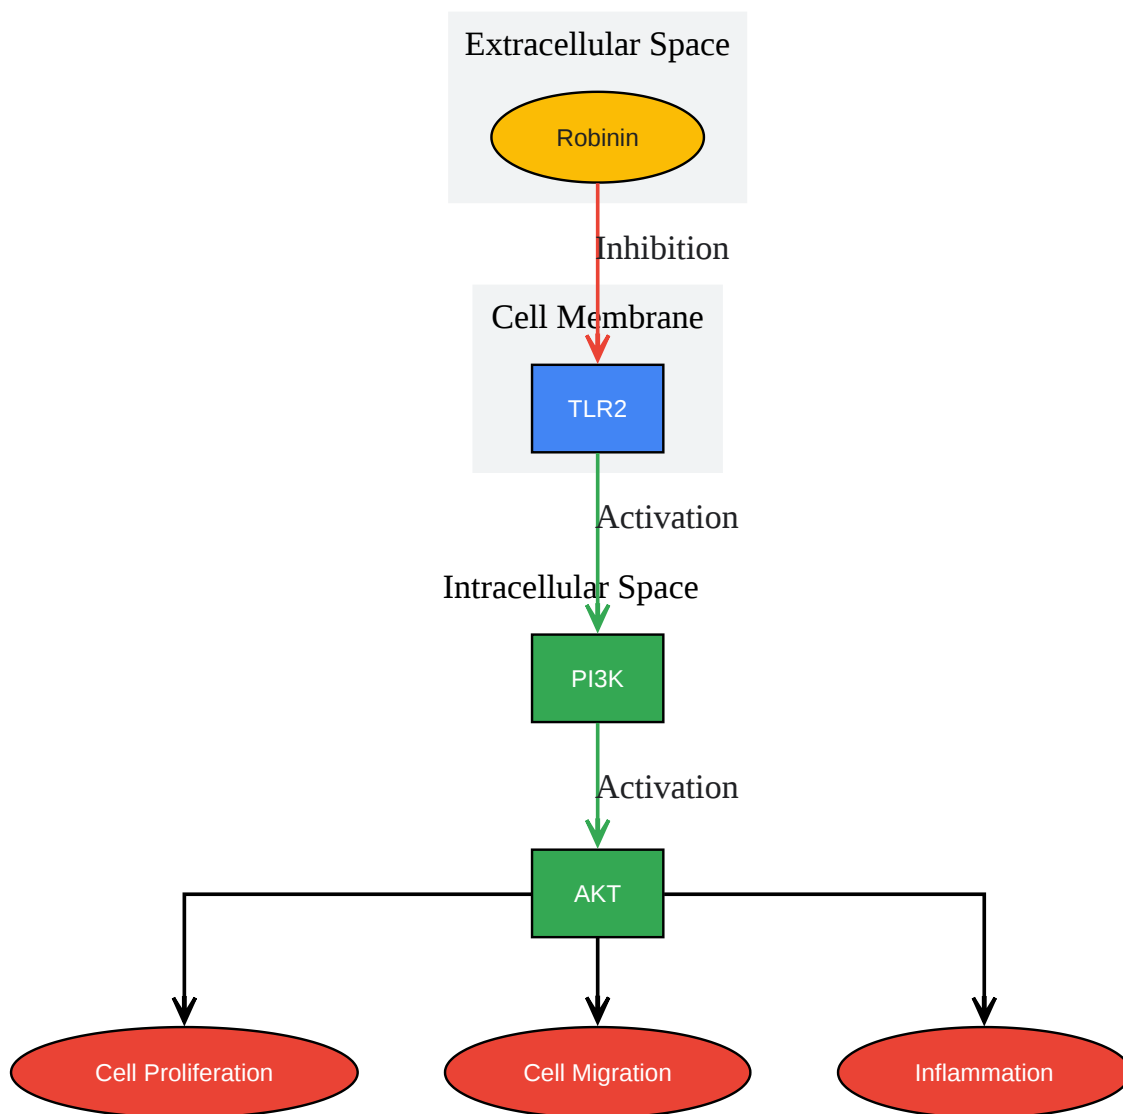 Extracellular Space
Robinin
Inhibition
Cell Membrane
TLR2
Activation
Intracellular Space
PI3K
Activation
AKT
Cell Proliferation
Cell Migration
Inflammation